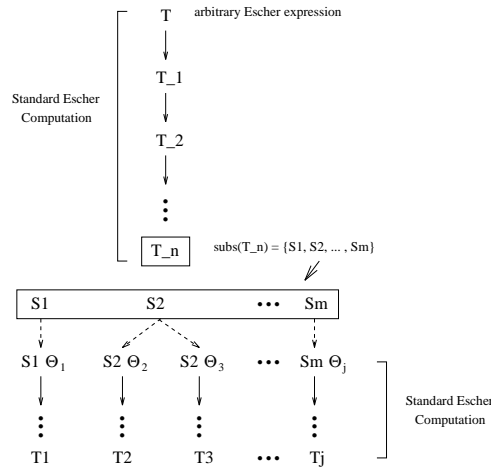 T arbitrary Escher expression
T_1
Standard Escher
Computation
T_2
T_n subs(T_n) = {S1, S2, ... , Sm}
S1 S2 ••• Sm
S1 Θ1 S2 Θ2 S2 Θ3 ••• Sm Θj
Standard Escher
Computation
T1 T2 T3 ••• Tj